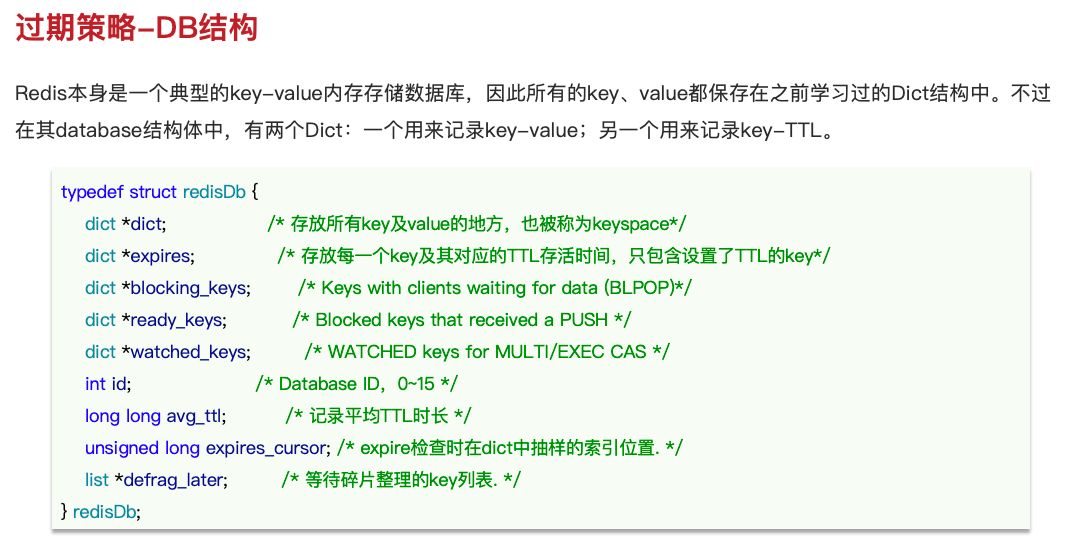 过期策略-DB结构
Redis本身是一个典型的key-value内存存储数据库，因此所有的key、value都保存在之前学习过的Dict结构中。不过
在其database结构体中，有两个Dict：一个用来记录key-value；另一个用来记录key-TTL。
typedef struct redisDb {
dict *dict; /* 存放所有key及value的地方，也被称为keyspace*/
dict *expires; /* 存放每一个key及其对应的TTL存活时间，只包含设置了TTL的key*/
dict *blocking_keys; /* Keys with clients waiting for data (BLPOP)*/
dict *ready_keys; /* Blocked keys that received a PUSH */
dict *watched_keys; /* WATCHED keys for MULTI/EXEC CAS */
int id; /* Database ID，0~15 */
long long avg_ttl; /* 记录平均TTL时长 */
unsigned long expires_cursor; /* expire检查时在dict中抽样的索引位置. */
list *defrag_later; /* 等待碎片整理的key列表. */
} redisDb;